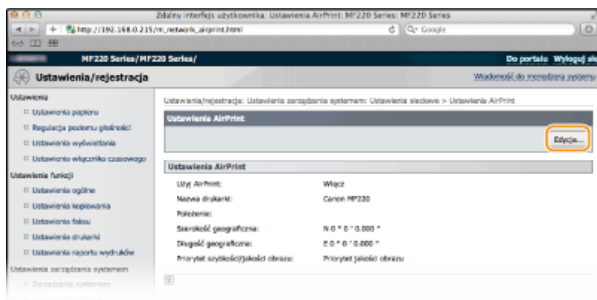 Zdalny interfejs użytkownika: Ustawienia AirPrint: MF220 Series: MF220 Series
http://192.168.0.215/m_network_airprint.html
Google
MF220 Series/MF220 Series/
Do portalu Wyloguj się
Ustawienia/rejestracja
Wiadomość do menedżera systemu
Ustawienia
Ustawienia papieru
Regulacja poziomu głośności
Ustawienia wyświetlania
Ustawienia włącznika czasowego
Ustawienia funkcji
Ustawienia ogólne
Ustawienia kopiowania
Ustawienia faksu
Ustawienia drukarki
Ustawienia raportu wydruków
Ustawienia zarządzania systemem
Zarządzanie systemem
Ustawienia/rejestracja: Ustawienia zarządzania systemem: Ustawienia sieciowe > Ustawienia AirPrint
Ustawienia AirPrint
Edycja...
Ustawienia AirPrint
Użyj AirPrint: Włącz
Nazwa drukarki: Canon MF220
Położenie:
Szerokość geograficzna: N 0 ° 0 ' 0.000 "
Długość geograficzna: E 0 ° 0 ' 0.000 "
Priorytet szybkości/jakości obrazu: Priorytet jakości obrazu